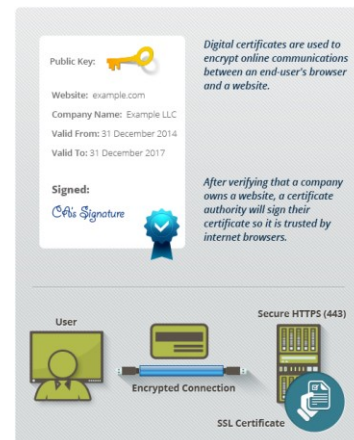 Digital certificates are used to
encrypt online communications
between an end-user's browser
and a website.
Public Key:
Website: example.com
Company Name: Example LLC
Valid From: 31 December 2014
Valid To: 31 December 2017
Signed:
CA's Signature
After verifying that a company
owns a website, a certificate
authority will sign their
certificate so it is trusted by
internet browsers.
User
Secure HTTPS (443)
Encrypted Connection
SSL Certificate